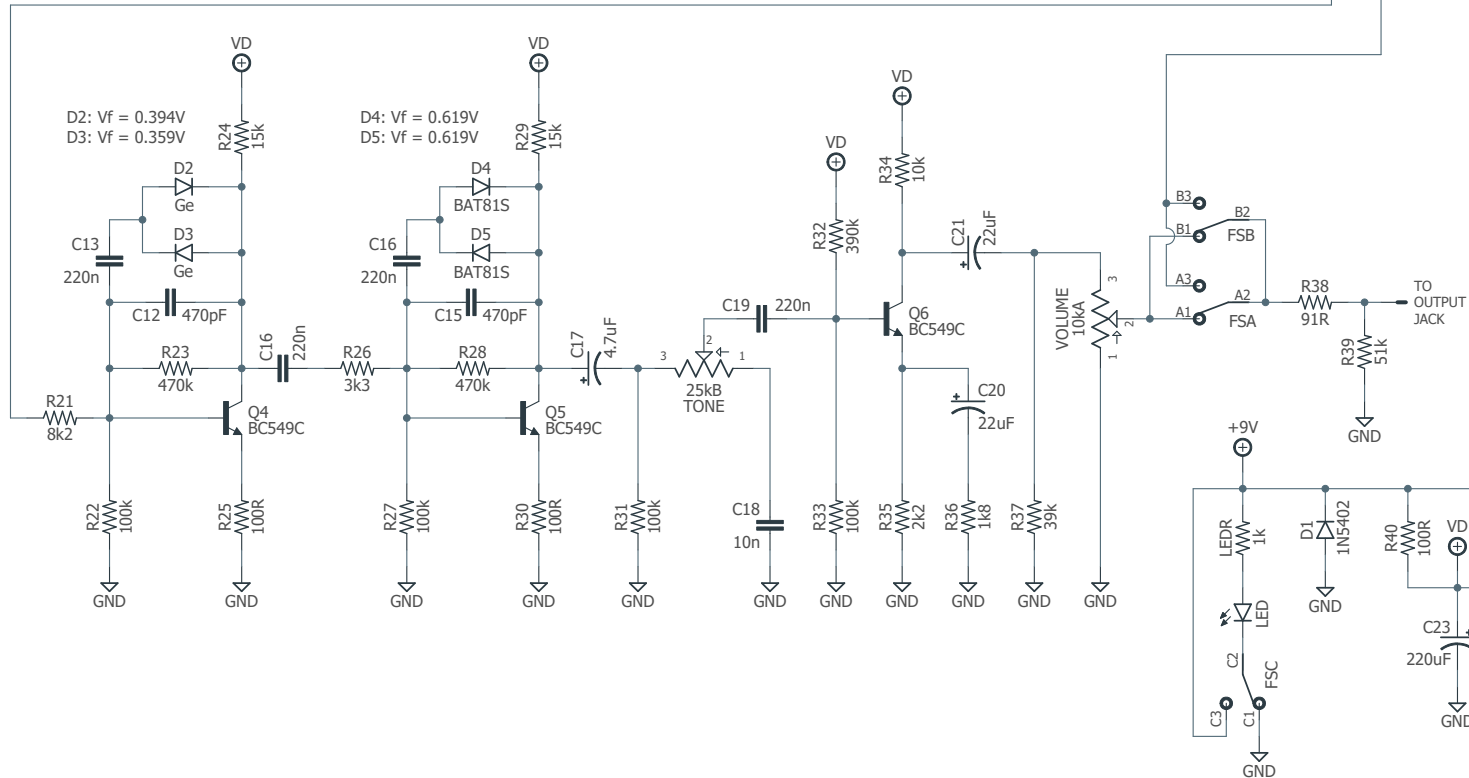 VD
D2: Vf = 0.394V
D3: Vf = 0.359V
R24
15k
D2
Ge
D3
Ge
C13
220n
C12
470pF
R23
470k
R21
8k2
Q4
BC549C
R22
100k
R25
100R
GND
GND
C16
220n
R26
3k3
VD
D4: Vf = 0.619V
D5: Vf = 0.619V
R29
15k
D4
BAT81S
D5
BAT81S
C16
220n
C15
470pF
R28
470k
Q5
BC549C
R27
100k
R30
100R
GND
GND
C17
4.7uF
R31
100k
GND
3
2
1
25kB
TONE
C18
10n
GND
C19
220n
VD
R32
390k
R33
100k
GND
VD
R34
10k
Q6
BC549C
R35
2k2
GND
C20
22uF
R36
1k8
GND
C21
22uF
R37
39k
GND
VOLUME
10kA
3
2
1
GND
B3
B1
B2
FSB
A3
A1
A2
FSA
R38
91R
TO
OUTPUT
JACK
R39
51k
GND
+9V
LEDR
1k
LED
C2
FSC
C3
C1
GND
D1
1N5402
GND
R40
100R
VD
C23
220uF
GND